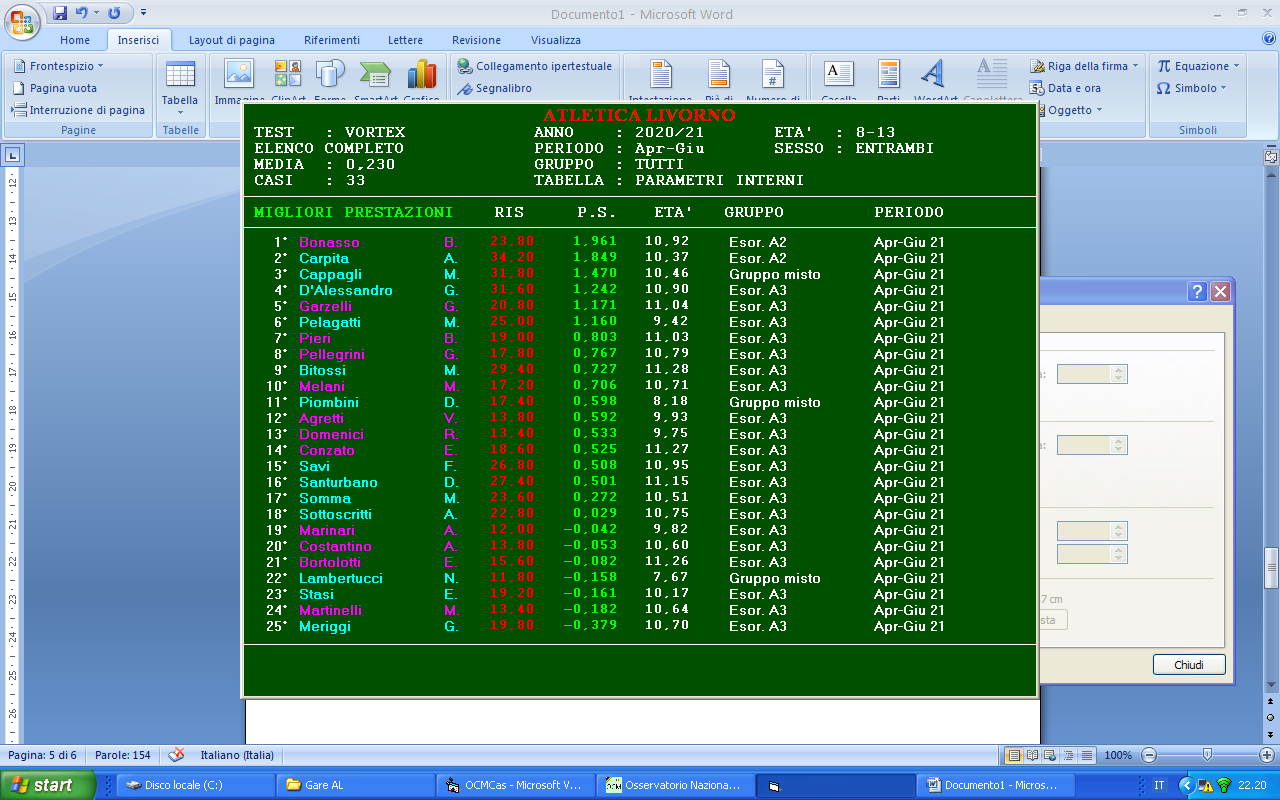 Documento1 - Microsoft Word
Home Inserisci Layout di pagina Riferimenti Lettere Revisione Visualizza
Frontespizio
Pagina vuota
Interruzione di pagina
Pagine
Tabella
Tabelle
Immagine ClipArt Forme SmartArt Grafico
Collegamento ipertestuale
Segnalibro
Intestazione Piè di Numero di
Casella Parti WordArt Capolettera
Riga della firma
Data e ora
Oggetto
π Equazione
Ω Simbolo
Simboli
ATLETICA LIVORNO
TEST : VORTEX ANNO : 2020/21 ETA' : 8-13
ELENCO COMPLETO PERIODO : Apr-Giu SESSO : ENTRAMBI
MEDIA : 0,230 GRUPPO : TUTTI
CASI : 33 TABELLA : PARAMETRI INTERNI
MIGLIORI PRESTAZIONI RIS P.S. ETA' GRUPPO PERIODO
1° Bonasso B. 23,80 1,961 10,92 Esor. A2 Apr-Giu 21
2° Carpita A. 34,20 1,849 10,37 Esor. A2 Apr-Giu 21
3° Cappagli M. 31,80 1,470 10,46 Gruppo misto Apr-Giu 21
4° D'Alessandro G. 31,60 1,242 10,90 Esor. A3 Apr-Giu 21
5° Garzelli G. 20,80 1,171 11,04 Esor. A3 Apr-Giu 21
6° Pelagatti M. 25,00 1,160 9,42 Esor. A3 Apr-Giu 21
7° Pieri B. 19,00 0,803 11,03 Esor. A3 Apr-Giu 21
8° Pellegrini G. 17,80 0,767 10,79 Esor. A3 Apr-Giu 21
9° Bitossi M. 29,40 0,727 11,28 Esor. A3 Apr-Giu 21
10° Melani M. 17,20 0,706 10,71 Esor. A3 Apr-Giu 21
11° Piombini D. 17,40 0,598 8,18 Gruppo misto Apr-Giu 21
12° Agretti V. 13,80 0,592 9,93 Esor. A3 Apr-Giu 21
13° Domenici R. 13,40 0,533 9,75 Esor. A3 Apr-Giu 21
14° Conzato E. 18,60 0,525 11,27 Esor. A3 Apr-Giu 21
15° Savi F. 26,80 0,508 10,95 Esor. A3 Apr-Giu 21
16° Santurbano D. 27,40 0,501 11,15 Esor. A3 Apr-Giu 21
17° Somma M. 23,60 0,272 10,51 Esor. A3 Apr-Giu 21
18° Sottoscritti A. 22,80 0,029 10,75 Esor. A3 Apr-Giu 21
19° Marinari A. 12,00 -0,042 9,82 Esor. A3 Apr-Giu 21
20° Costantino A. 13,80 -0,053 10,60 Esor. A3 Apr-Giu 21
21° Bortolotti E. 15,60 -0,082 11,26 Esor. A3 Apr-Giu 21
22° Lambertucci N. 11,80 -0,158 7,67 Gruppo misto Apr-Giu 21
23° Stasi E. 19,20 -0,161 10,17 Esor. A3 Apr-Giu 21
24° Martinelli M. 13,40 -0,182 10,64 Esor. A3 Apr-Giu 21
25° Meriggi G. 19,80 -0,379 10,70 Esor. A3 Apr-Giu 21
7 cm
sta
Chiudi
Pagina: 5 di 6 Parole: 154 Italiano (Italia) 100%
start Disco locale (C:) Gare AL OCMCas - Microsoft V... Osservatorio Naziona... Documento1 - Micros... IT 22.20